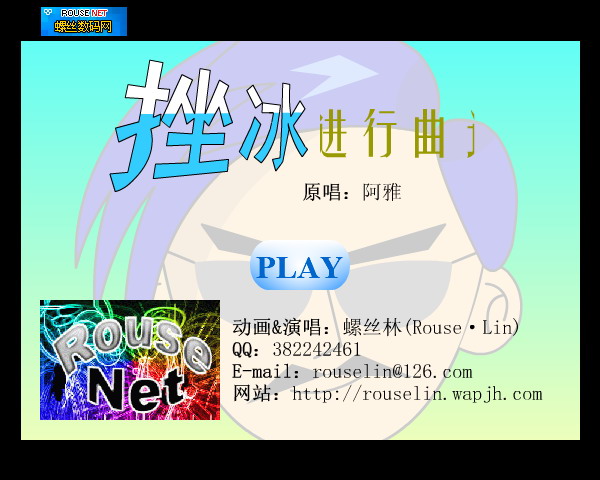 ROUSE NET
螺丝数码网
挫冰进行曲
原唱：阿雅
PLAY
Rouse
Net
动画&演唱：螺丝林(Rouse·Lin)
QQ：382242461
E-mail：rouselin@126.com
网站：http://rouselin.wapjh.com